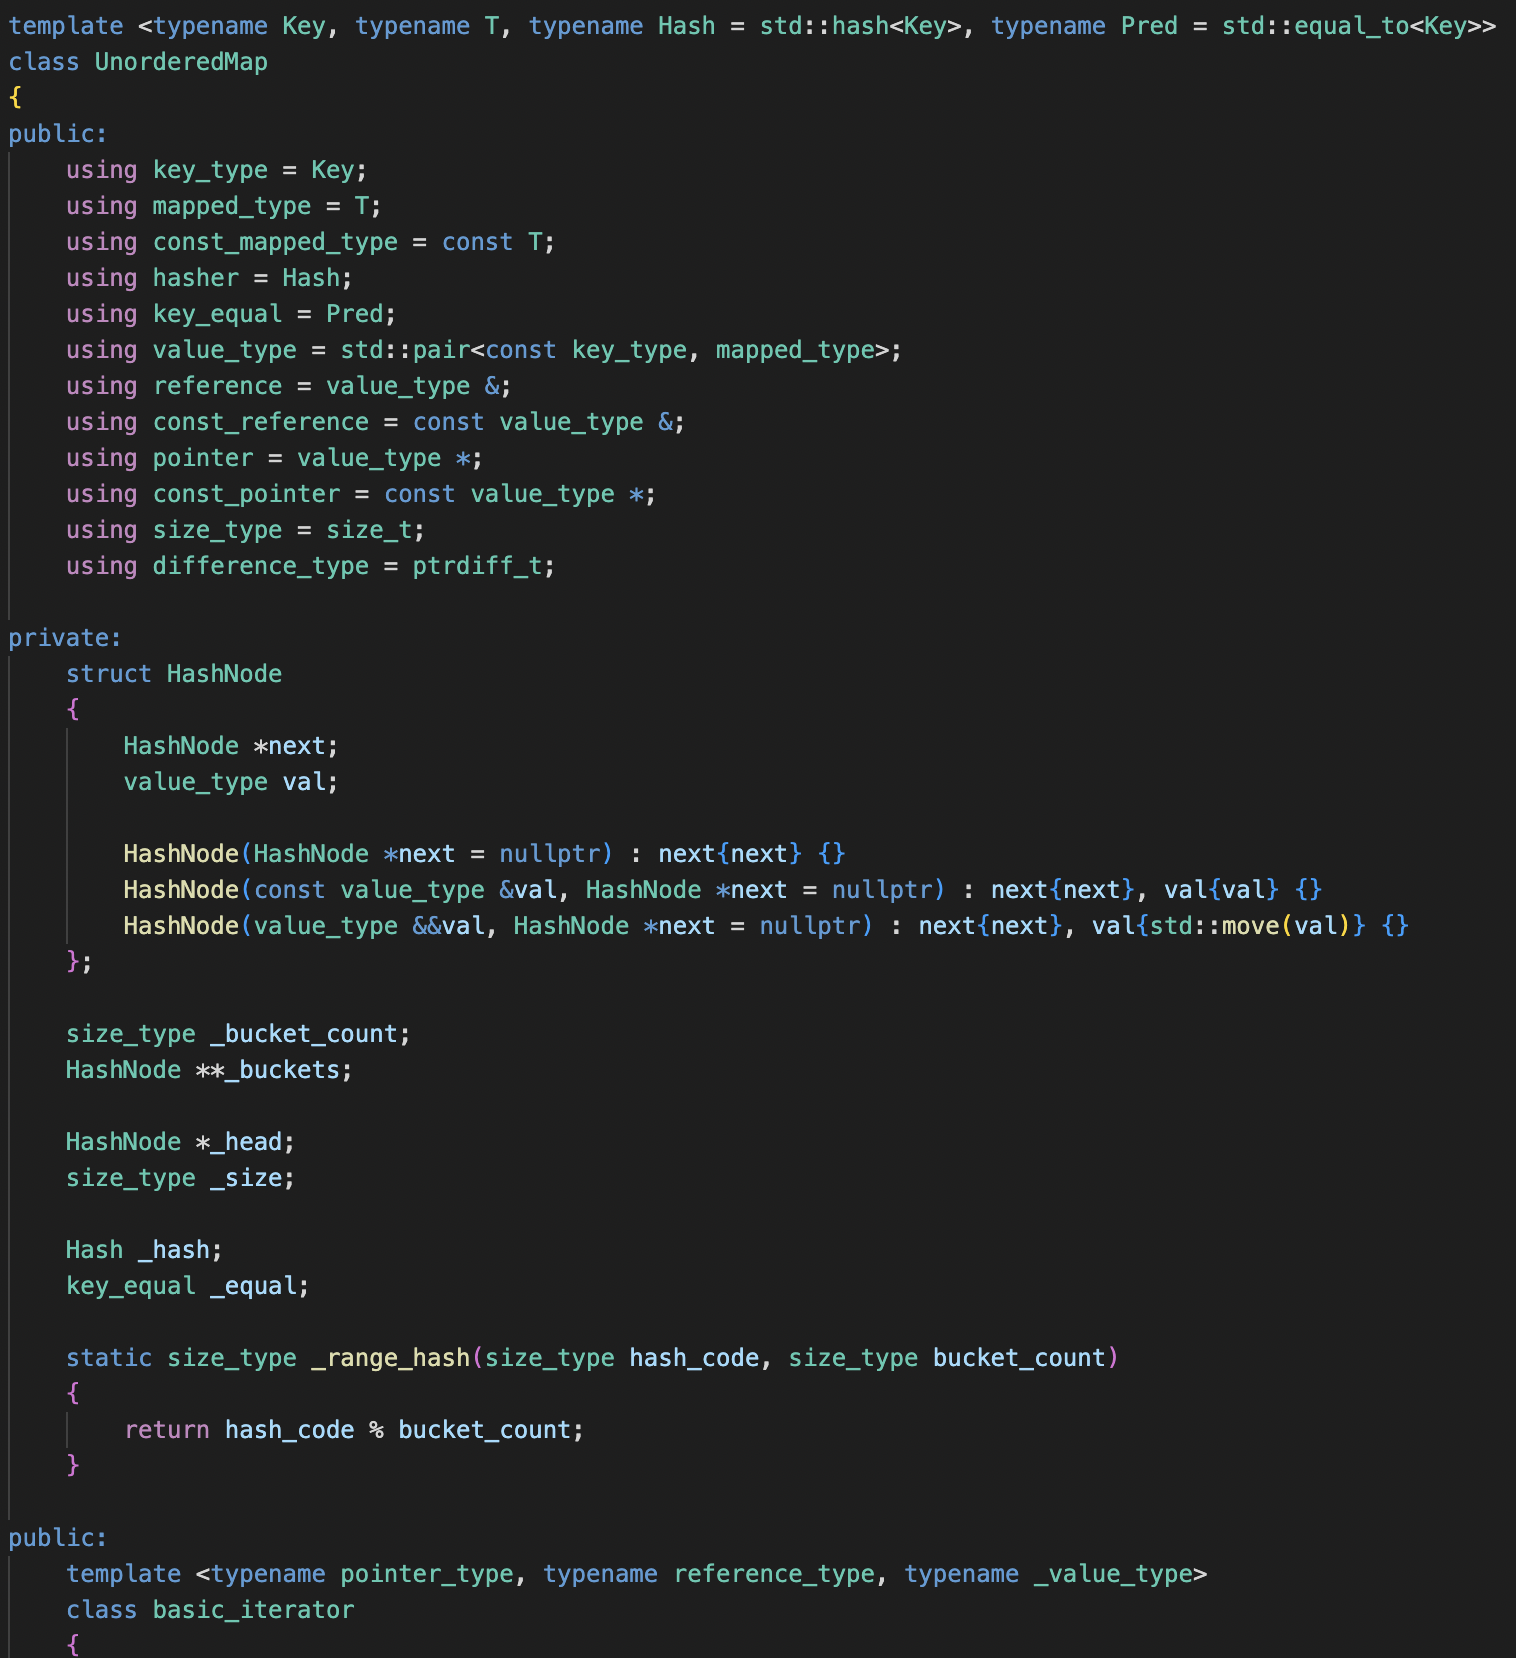 template <typename Key, typename T, typename Hash = std::hash<Key>, typename Pred = std::equal_to<Key>>
class UnorderedMap
{
public:
    using key_type = Key;
    using mapped_type = T;
    using const_mapped_type = const T;
    using hasher = Hash;
    using key_equal = Pred;
    using value_type = std::pair<const key_type, mapped_type>;
    using reference = value_type &;
    using const_reference = const value_type &;
    using pointer = value_type *;
    using const_pointer = const value_type *;
    using size_type = size_t;
    using difference_type = ptrdiff_t;

private:
    struct HashNode
    {
        HashNode *next;
        value_type val;

        HashNode(HashNode *next = nullptr) : next{next} {}
        HashNode(const value_type &val, HashNode *next = nullptr) : next{next}, val{val} {}
        HashNode(value_type &&val, HashNode *next = nullptr) : next{next}, val{std::move(val)} {}
    };

    size_type _bucket_count;
    HashNode **_buckets;

    HashNode *_head;
    size_type _size;

    Hash _hash;
    key_equal _equal;

    static size_type _range_hash(size_type hash_code, size_type bucket_count)
    {
        return hash_code % bucket_count;
    }

public:
    template <typename pointer_type, typename reference_type, typename _value_type>
    class basic_iterator
    {